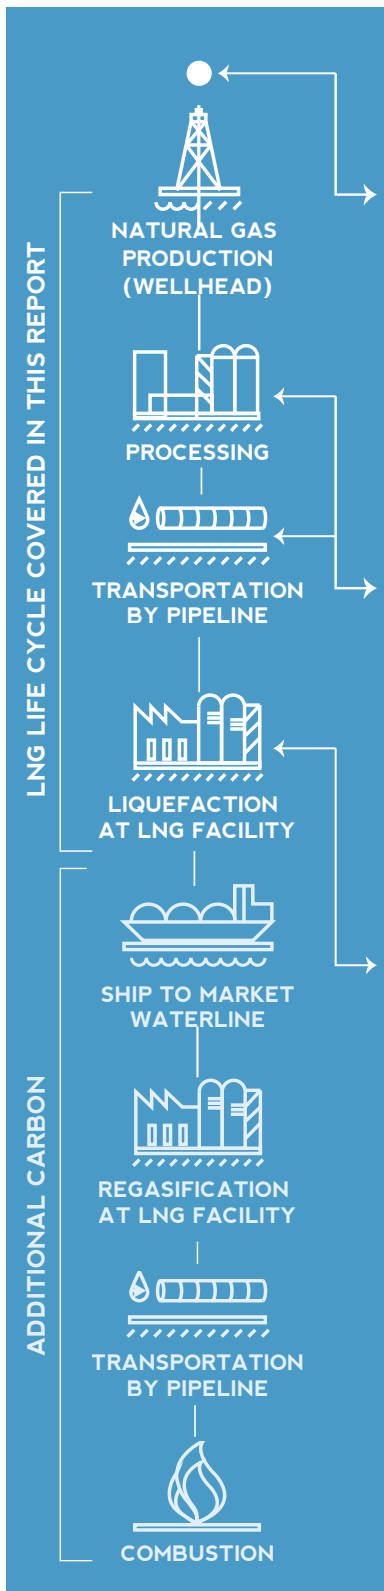 LNG LIFE CYCLE COVERED IN THIS REPORT
NATURAL GAS
PRODUCTION
(WELLHEAD)
PROCESSING
TRANSPORTATION
BY PIPELINE
LIQUEFACTION
AT LNG FACILITY
ADDITIONAL CARBON
SHIP TO MARKET
WATERLINE
REGASIFICATION
AT LNG FACILITY
TRANSPORTATION
BY PIPELINE
COMBUSTION